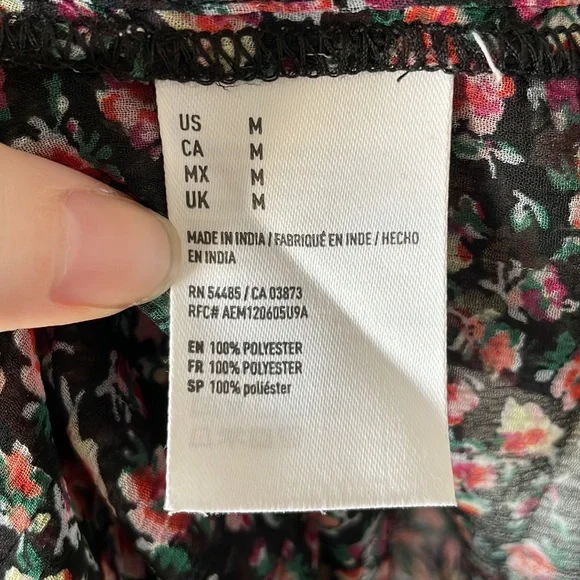 US M
CA M
MX M
UK M
MADE IN INDIA / FABRIQUÉ EN INDE / HECHO
EN INDIA
RN 54485 / CA 03873
RFC# AEM120605U9A
EN 100% POLYESTER
FR 100% POLYESTER
SP 100% poliéster